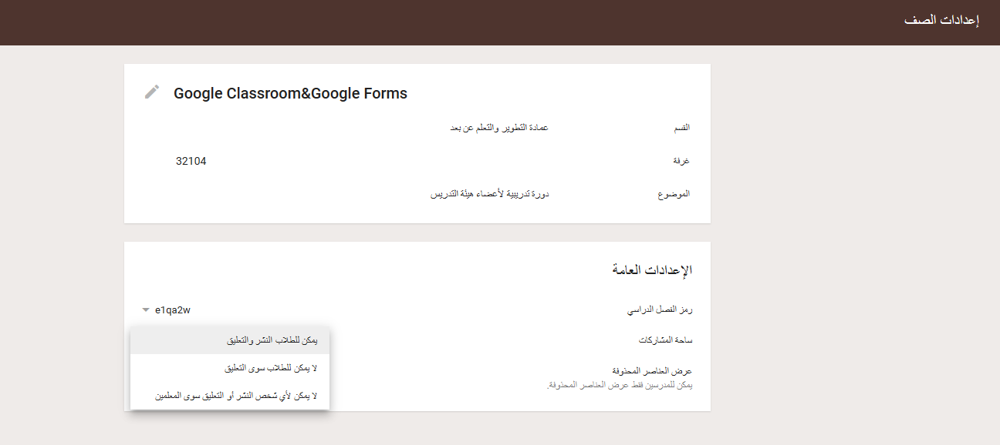 إعدادات الصف
Google Classroom&Google Forms
القسم عمادة التطوير والتعلم عن بعد
غرفة 32104
الموضوع دورة تدريبية لأعضاء هيئة التدريس
الإعدادات العامة
رمز الفصل الدراسي e1qa2w
ساحة المشاركات يمكن للطلاب النشر والتعليق
لا يمكن للطلاب سوى التعليق
لا يمكن لأي شخص النشر أو التعليق سوى المعلمين
عرض العناصر المحذوفة
يمكن للمدرسين فقط عرض العناصر المحذوفة.